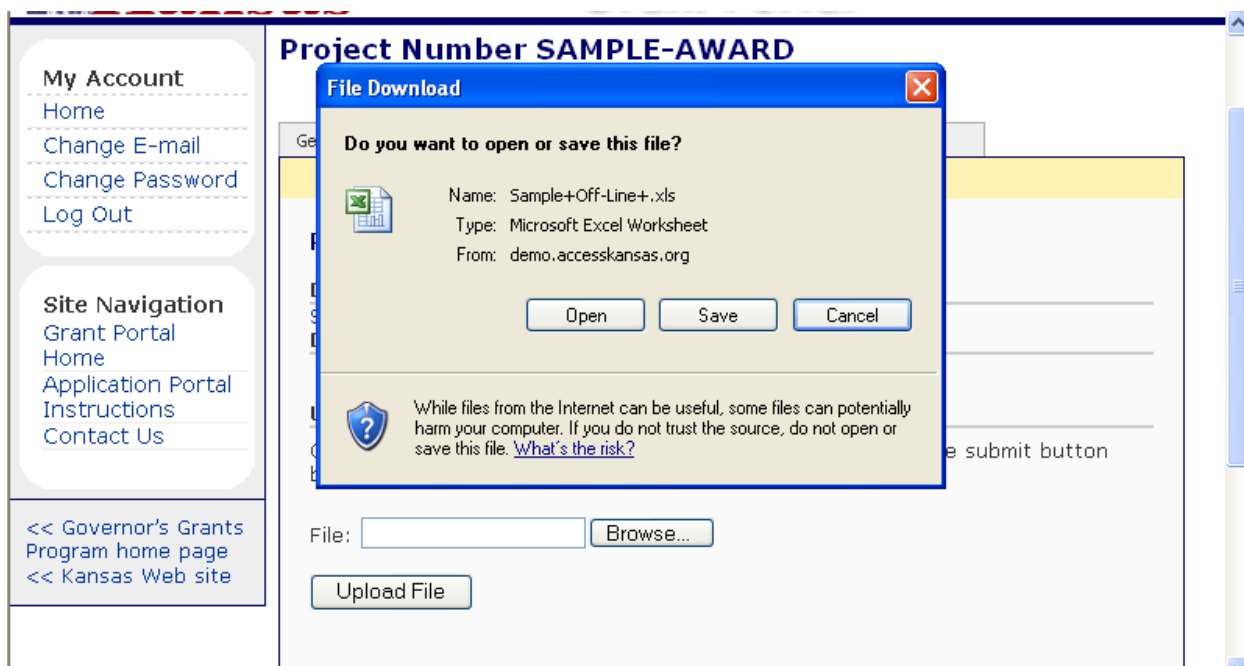 Project Number SAMPLE-AWARD
My Account
Home
Change E-mail
Change Password
Log Out
Site Navigation
Grant Portal
Home
Application Portal
Instructions
Contact Us
<< Governor's Grants
Program home page
<< Kansas Web site
File Download
Do you want to open or save this file?
Name: Sample+Off-Line+.xls
Type: Microsoft Excel Worksheet
From: demo.accesskansas.org
Open Save Cancel
While files from the Internet can be useful, some files can potentially
harm your computer. If you do not trust the source, do not open or
save this file. What's the risk?
submit button
File: Browse...
Upload File